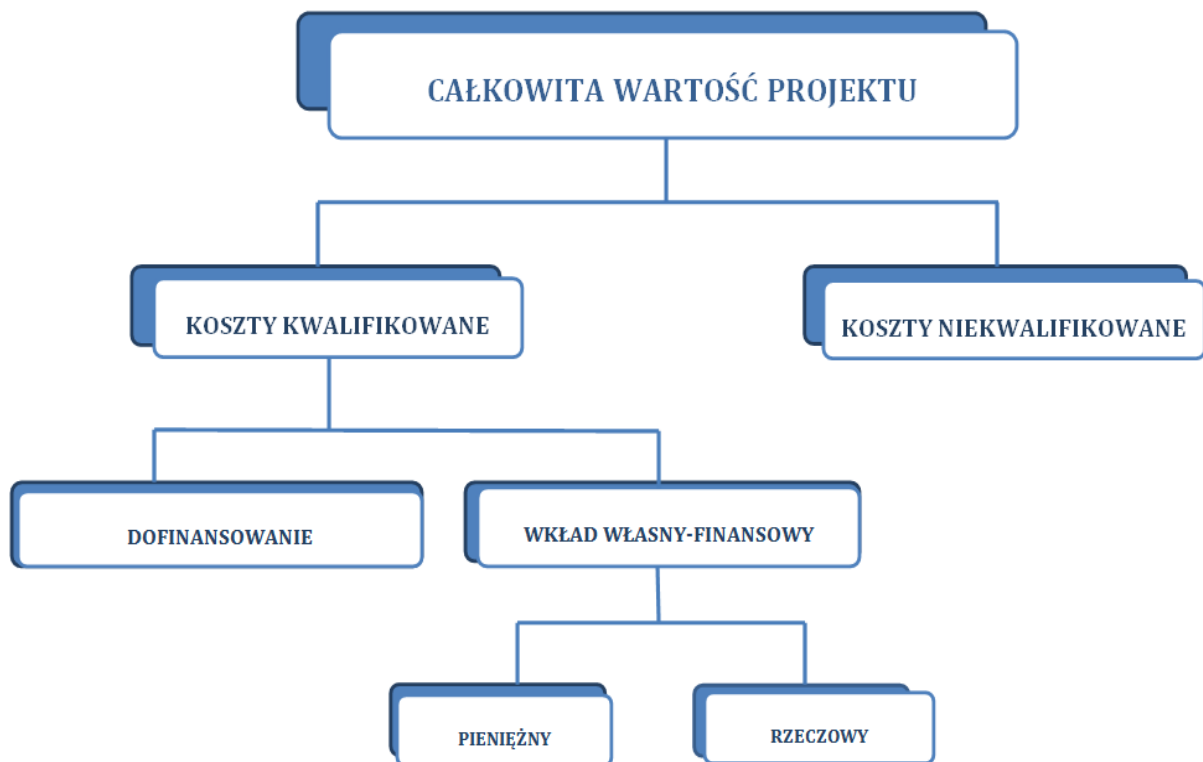 CAŁKOWITA WARTOŚĆ PROJEKTU
KOSZTY KWALIFIKOWANE
KOSZTY NIEKWALIFIKOWANE
DOFINANSOWANIE
WKŁAD WŁASNY-FINANSOWY
PIENIĘŻNY
RZECZOWY